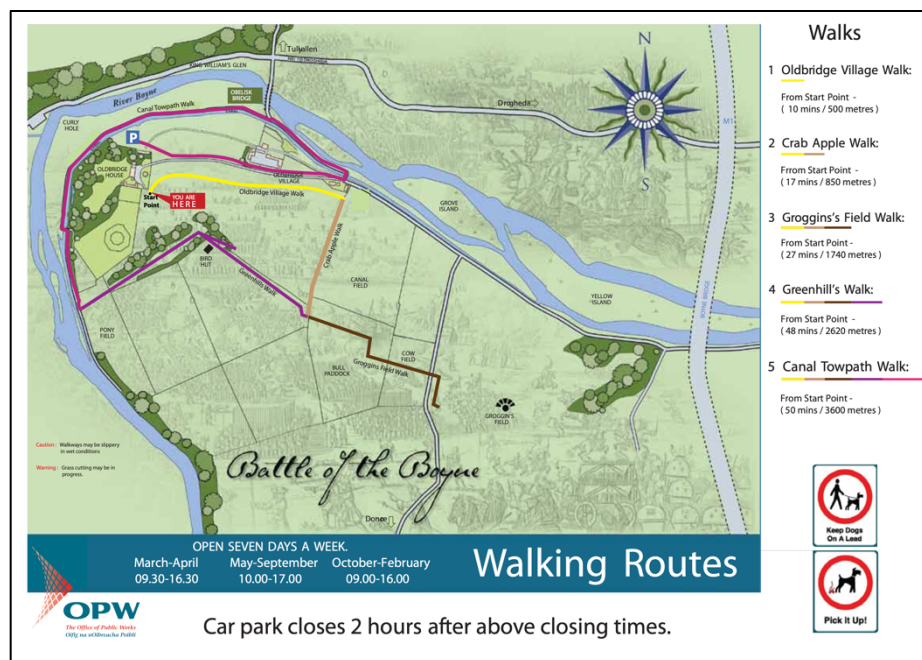 Tullyallen
KING WILLIAM'S GLEN
River Boyne
Canal Towpath Walk
OBELISK
BRIDGE
Drogheda
N
S
M1
CURLY
HOLE
P
OLDBRIDGE
HOUSE
VILLAGE
Oldbridge Village Walk
Start
Point
YOU ARE
HERE
GROVE
ISLAND
Crab Apple Walk
BIRD
HUT
Greenhills Walk
CANAL
FIELD
YELLOW
ISLAND
BOYNE BRIDGE
PONY
FIELD
BULL
PADDOCK
COW
FIELD
Groggins Field Walk
GROGGIN'S
FIELD
Caution : Walkways may be slippery
in wet conditions
Warning : Grass cutting may be in
progress.
Battle of the Boyne
Donore
Walks
1 Oldbridge Village Walk:
From Start Point -
( 10 mins / 500 metres )
2 Crab Apple Walk:
Frrom Start Point -
( 17 mins / 850 metres )
3 Groggins's Field Walk:
From Start Point-
( 27 mins / 1740 metres )
4 Greenhill's Walk:
From Start Point-
( 48 mins / 2620 metres )
5 Canal Towpath Walk:
From Start Point-
( 50 mins / 3600 metres )
Keep Dogs
On A Lead
Pick It Up!
OPEN SEVEN DAYS A WEEK.
March-April May-September October-February
09.30-16.30 10.00-17.00 09.00-16.00
Walking Routes
OPW
The Office of Public Works
Oifig na nOibreacha Poiblí
Car park closes 2 hours after above closing times.